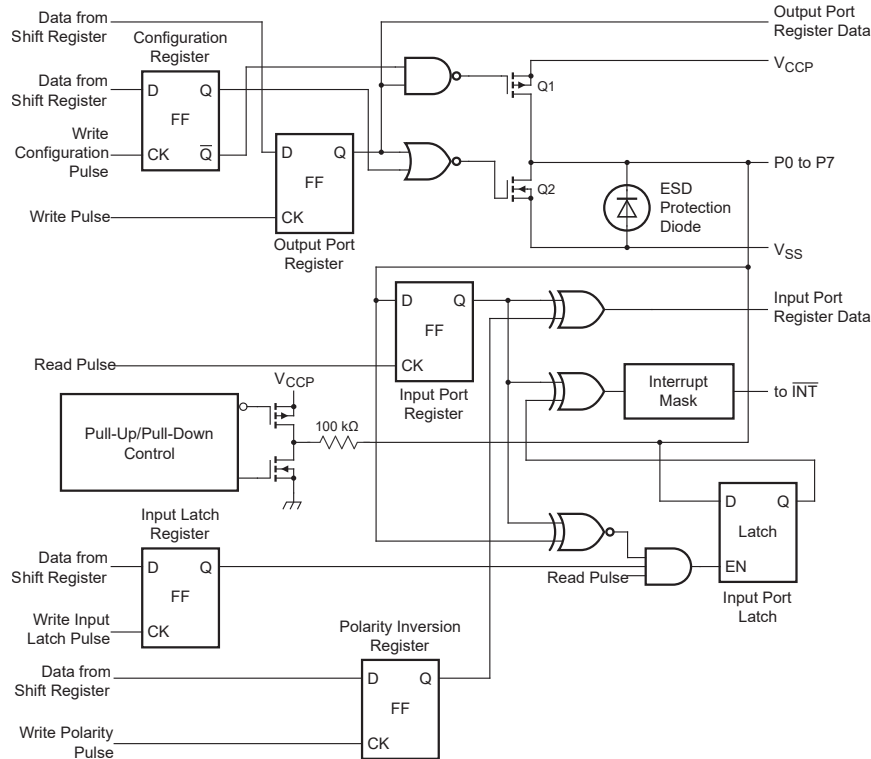 Data from
Shift Register
Configuration
Register
Output Port
Register Data
Data from
Shift Register
D
Q
FF
CK
Q̅
Write
Configuration
Pulse
Q1
VCCP
D
Q
FF
CK
Q2
P0 to P7
ESD
Protection
Diode
Write Pulse
Output Port
Register
VSS
D
Q
FF
CK
Input Port
Register Data
Read Pulse
Input Port
Register
Interrupt
Mask
to I̅N̅T̅
VCCP
Pull-Up/Pull-Down
Control
100 kΩ
Input Latch
Register
D
Q
Latch
EN
Input Port
Latch
Data from
Shift Register
D
Q
FF
CK
Read Pulse
Write Input
Latch Pulse
Polarity Inversion
Register
Data from
Shift Register
D
Q
FF
CK
Write Polarity
Pulse